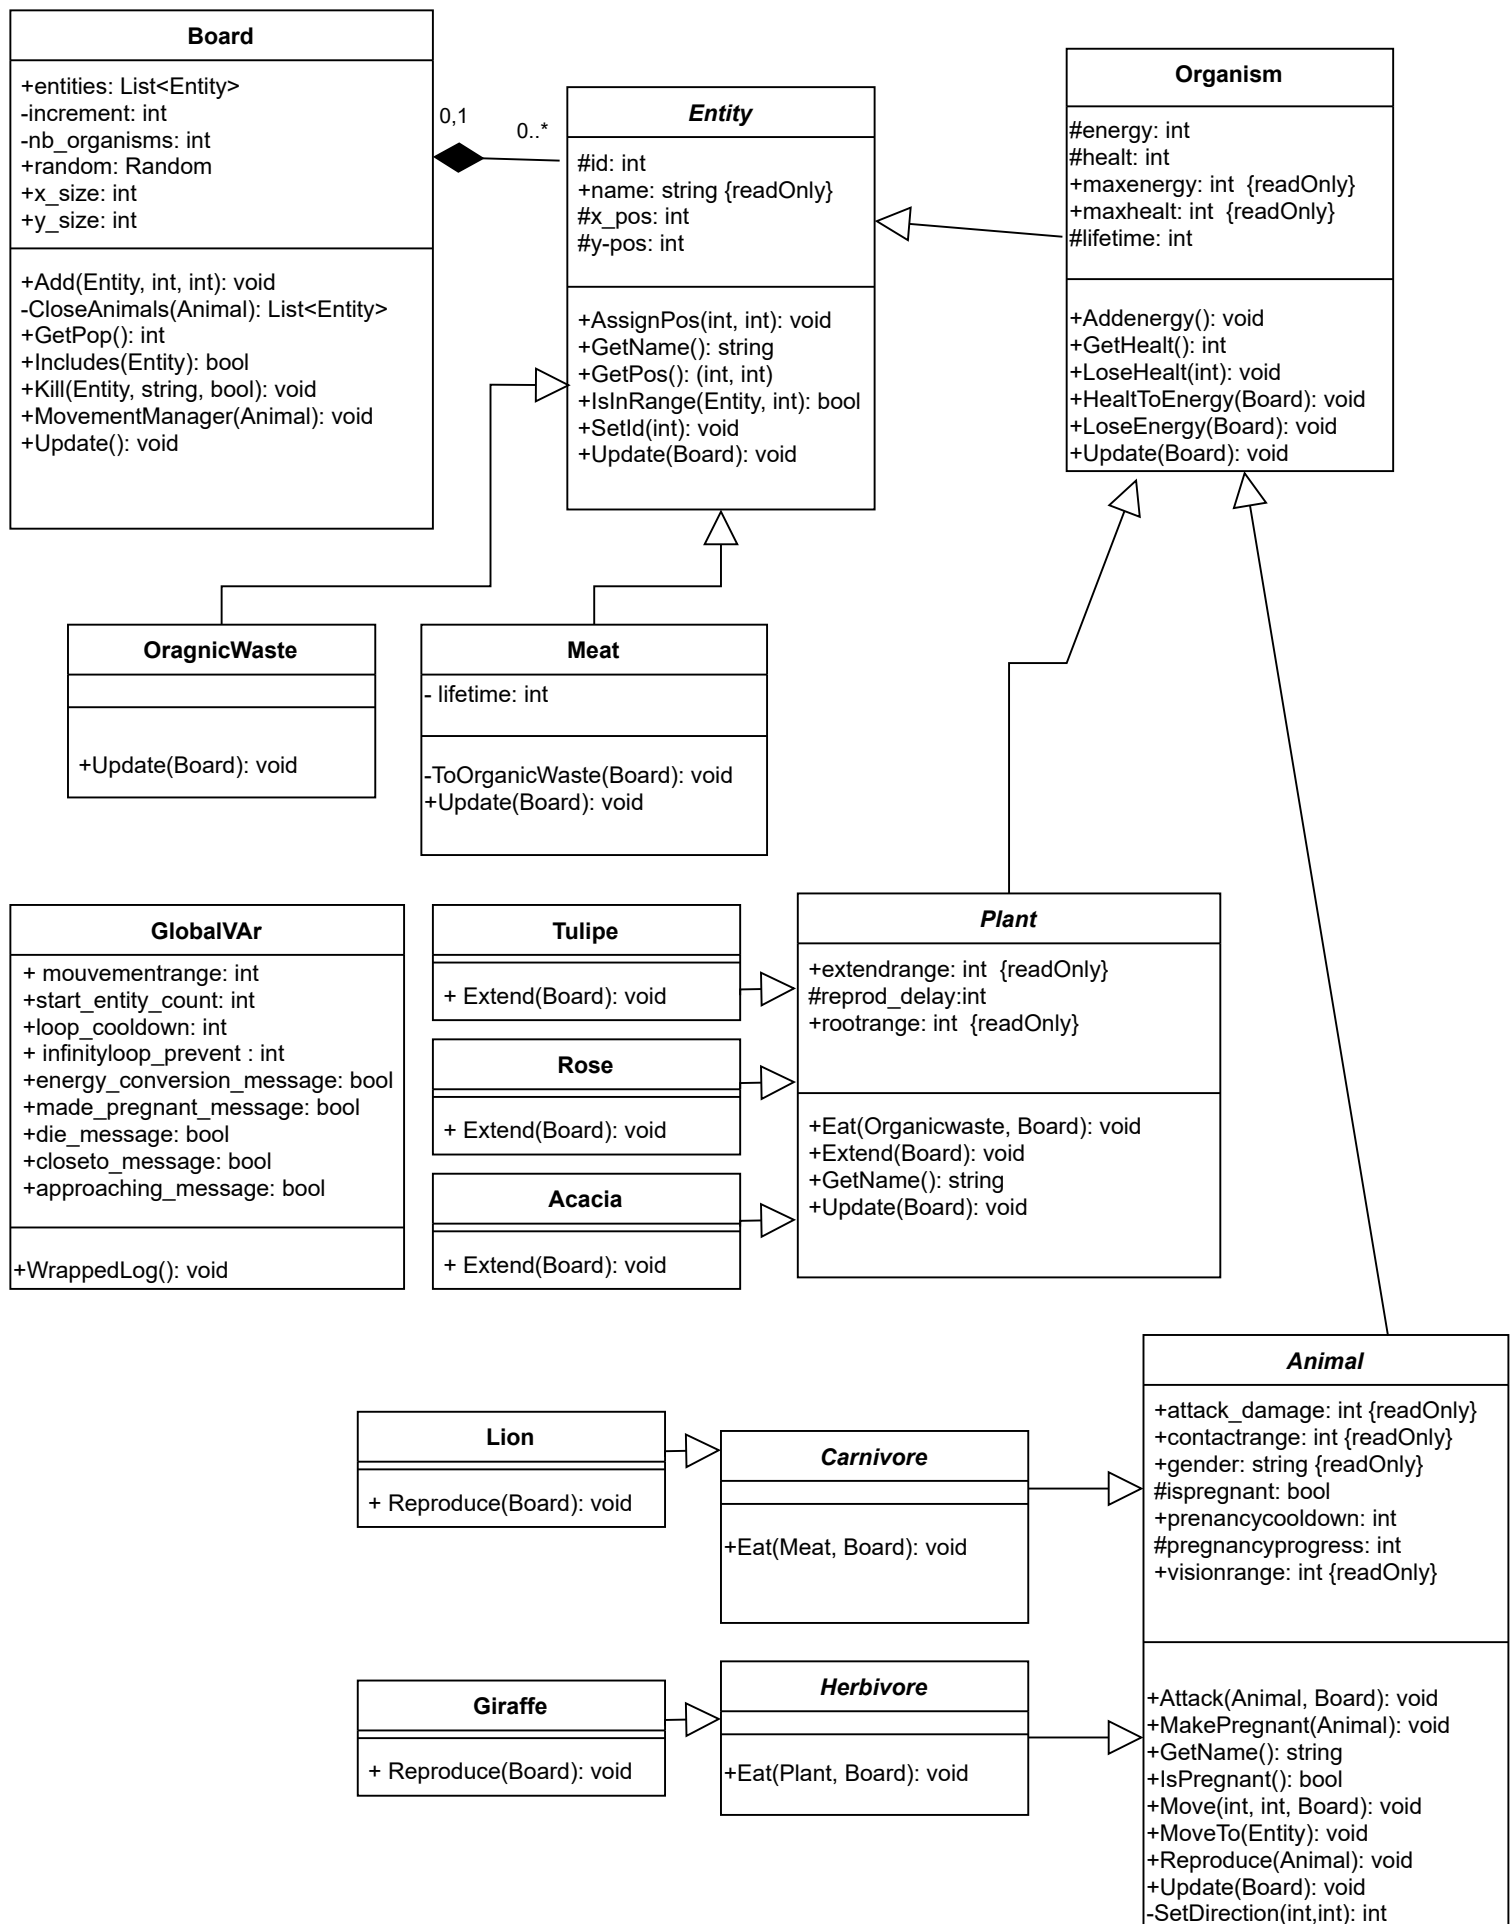 Board
+entities: List<Entity>
-increment: int
-nb_organisms: int
+random: Random
+x_size: int
+y_size: int
+Add(Entity, int, int): void
-CloseAnimals(Animal): List<Entity>
+GetPop(): int
+Includes(Entity): bool
+Kill(Entity, string, bool): void
+MovementManager(Animal): void
+Update(): void
0,1
0..*
Entity
#id: int
+name: string {readOnly}
#x_pos: int
#y-pos: int
+AssignPos(int, int): void
+GetName(): string
+GetPos(): (int, int)
+IsInRange(Entity, int): bool
+SetId(int): void
+Update(Board): void
Organism
#energy: int
#healt: int
+maxenergy: int  {readOnly}
+maxhealt: int  {readOnly}
#lifetime: int
+Addenergy(): void
+GetHealt(): int
+LoseHealt(int): void
+HealtToEnergy(Board): void
+LoseEnergy(Board): void
+Update(Board): void
OragnicWaste
+Update(Board): void
Meat
- lifetime: int
-ToOrganicWaste(Board): void
+Update(Board): void
GlobalVAr
+ mouvementrange: int
+start_entity_count: int
+loop_cooldown: int
+ infinityloop_prevent : int
+energy_conversion_message: bool
+made_pregnant_message: bool
+die_message: bool
+closeto_message: bool
+approaching_message: bool
+WrappedLog(): void
Tulipe
+ Extend(Board): void
Rose
+ Extend(Board): void
Acacia
+ Extend(Board): void
Plant
+extendrange: int  {readOnly}
#reprod_delay:int
+rootrange: int  {readOnly}
+Eat(Organicwaste, Board): void
+Extend(Board): void
+GetName(): string
+Update(Board): void
Lion
+ Reproduce(Board): void
Carnivore
+Eat(Meat, Board): void
Giraffe
+ Reproduce(Board): void
Herbivore
+Eat(Plant, Board): void
Animal
+attack_damage: int {readOnly}
+contactrange: int {readOnly}
+gender: string {readOnly}
#ispregnant: bool
+prenancycooldown: int
#pregnancyprogress: int
+visionrange: int {readOnly}
+Attack(Animal, Board): void
+MakePregnant(Animal): void
+GetName(): string
+IsPregnant(): bool
+Move(int, int, Board): void
+MoveTo(Entity): void
+Reproduce(Animal): void
+Update(Board): void
-SetDirection(int,int): int